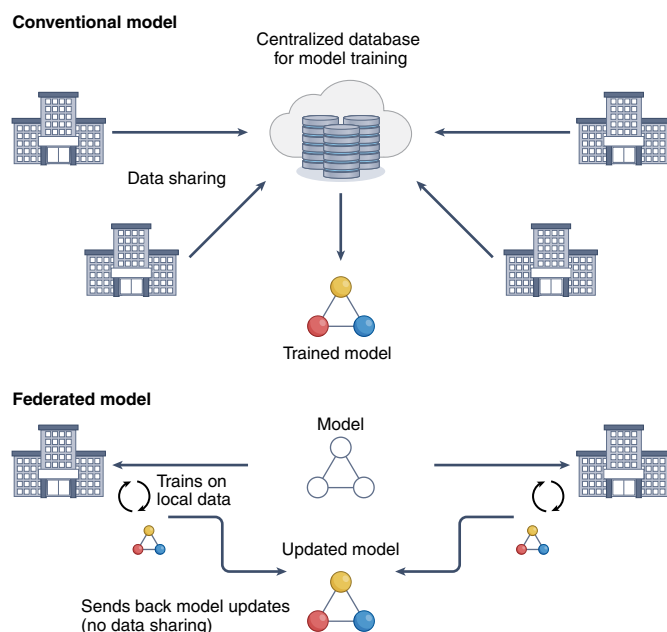 Conventional model
Centralized database
for model training
Data sharing
Trained model
Federated model
Model
Trains on
local data
Updated model
Sends back model updates
(no data sharing)